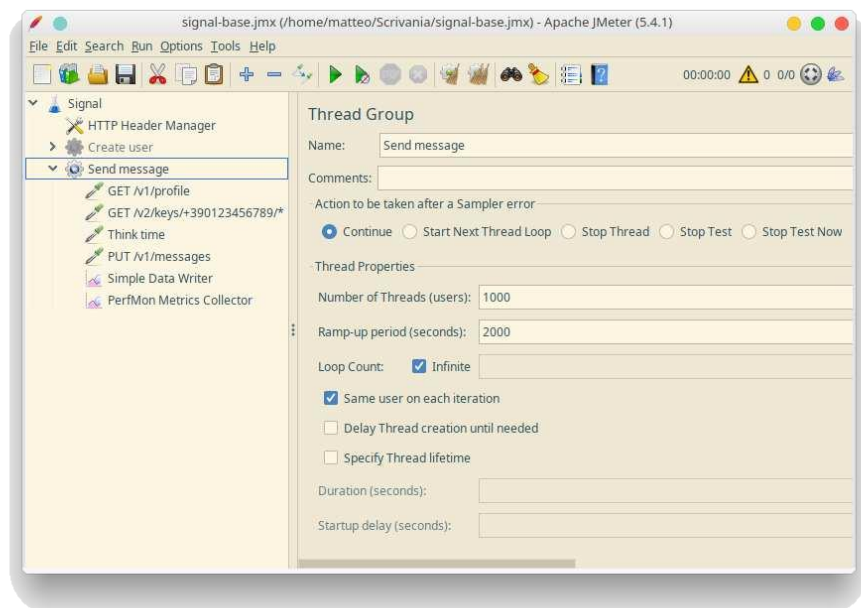 signal-base.jmx (/home/matteo/Scrivania/signal-base.jmx) - Apache JMeter (5.4.1)
File Edit Search Run Options Tools Help
00:00:00 0 0/0
Signal
HTTP Header Manager
Create user
Send message
GET /v1/profile
GET /v2/keys/+390123456789/*
Think time
PUT /v1/messages
Simple Data Writer
PerfMon Metrics Collector
Thread Group
Name: Send message
Comments:
Action to be taken after a Sampler error
Continue Start Next Thread Loop Stop Thread Stop Test Stop Test Now
Thread Properties
Number of Threads (users): 1000
Ramp-up period (seconds): 2000
Loop Count: Infinite
Same user on each iteration
Delay Thread creation until needed
Specify Thread lifetime
Duration (seconds):
Startup delay (seconds):